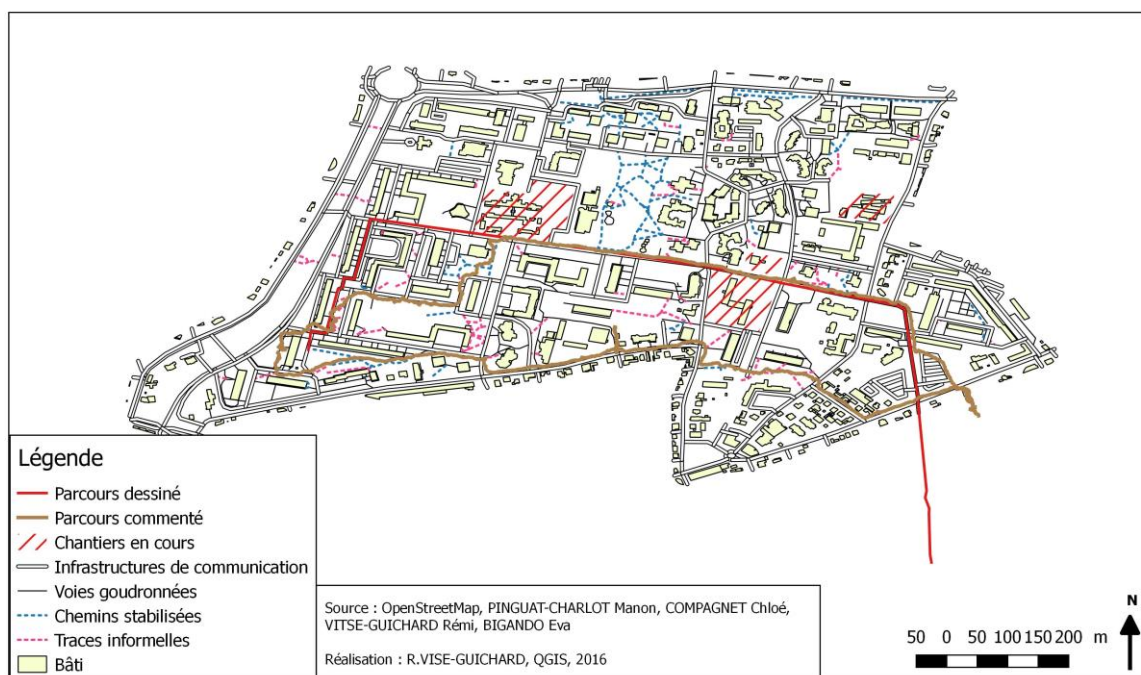 Légende
Parcours dessiné
Parcours commenté
Chantiers en cours
Infrastructures de communication
Voies goudronnées
Chemins stabilisées
Traces informelles
Bâti
Source : OpenStreetMap, PINGUAT-CHARLOT Manon, COMPAGNET Chloé,
VITSE-GUICHARD Rémi, BIGANDO Eva
Réalisation : R.VISE-GUICHARD, QGIS, 2016
50 0 50 100 150 200 m
N